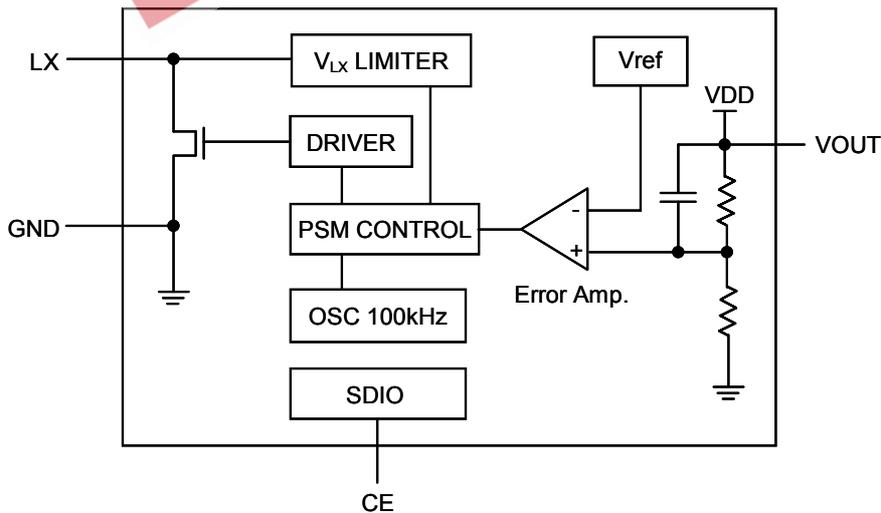 LX
VLX LIMITER
Vref
VDD
DRIVER
VOUT
GND
PSM CONTROL
-
+
Error Amp.
OSC 100kHz
SDIO
CE